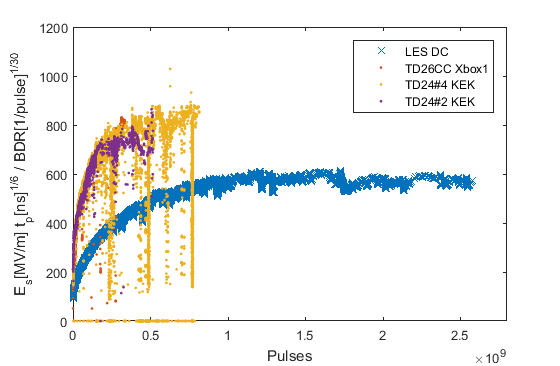 1200
1000
800
600
400
200
0
E_s[MV/m] t_p[ns]^1/6 / BDR[1/pulse]^1/30
LES DC
TD26CC Xbox1
TD24#4 KEK
TD24#2 KEK
0 0.5 1 1.5 2 2.5
Pulses
×10^9